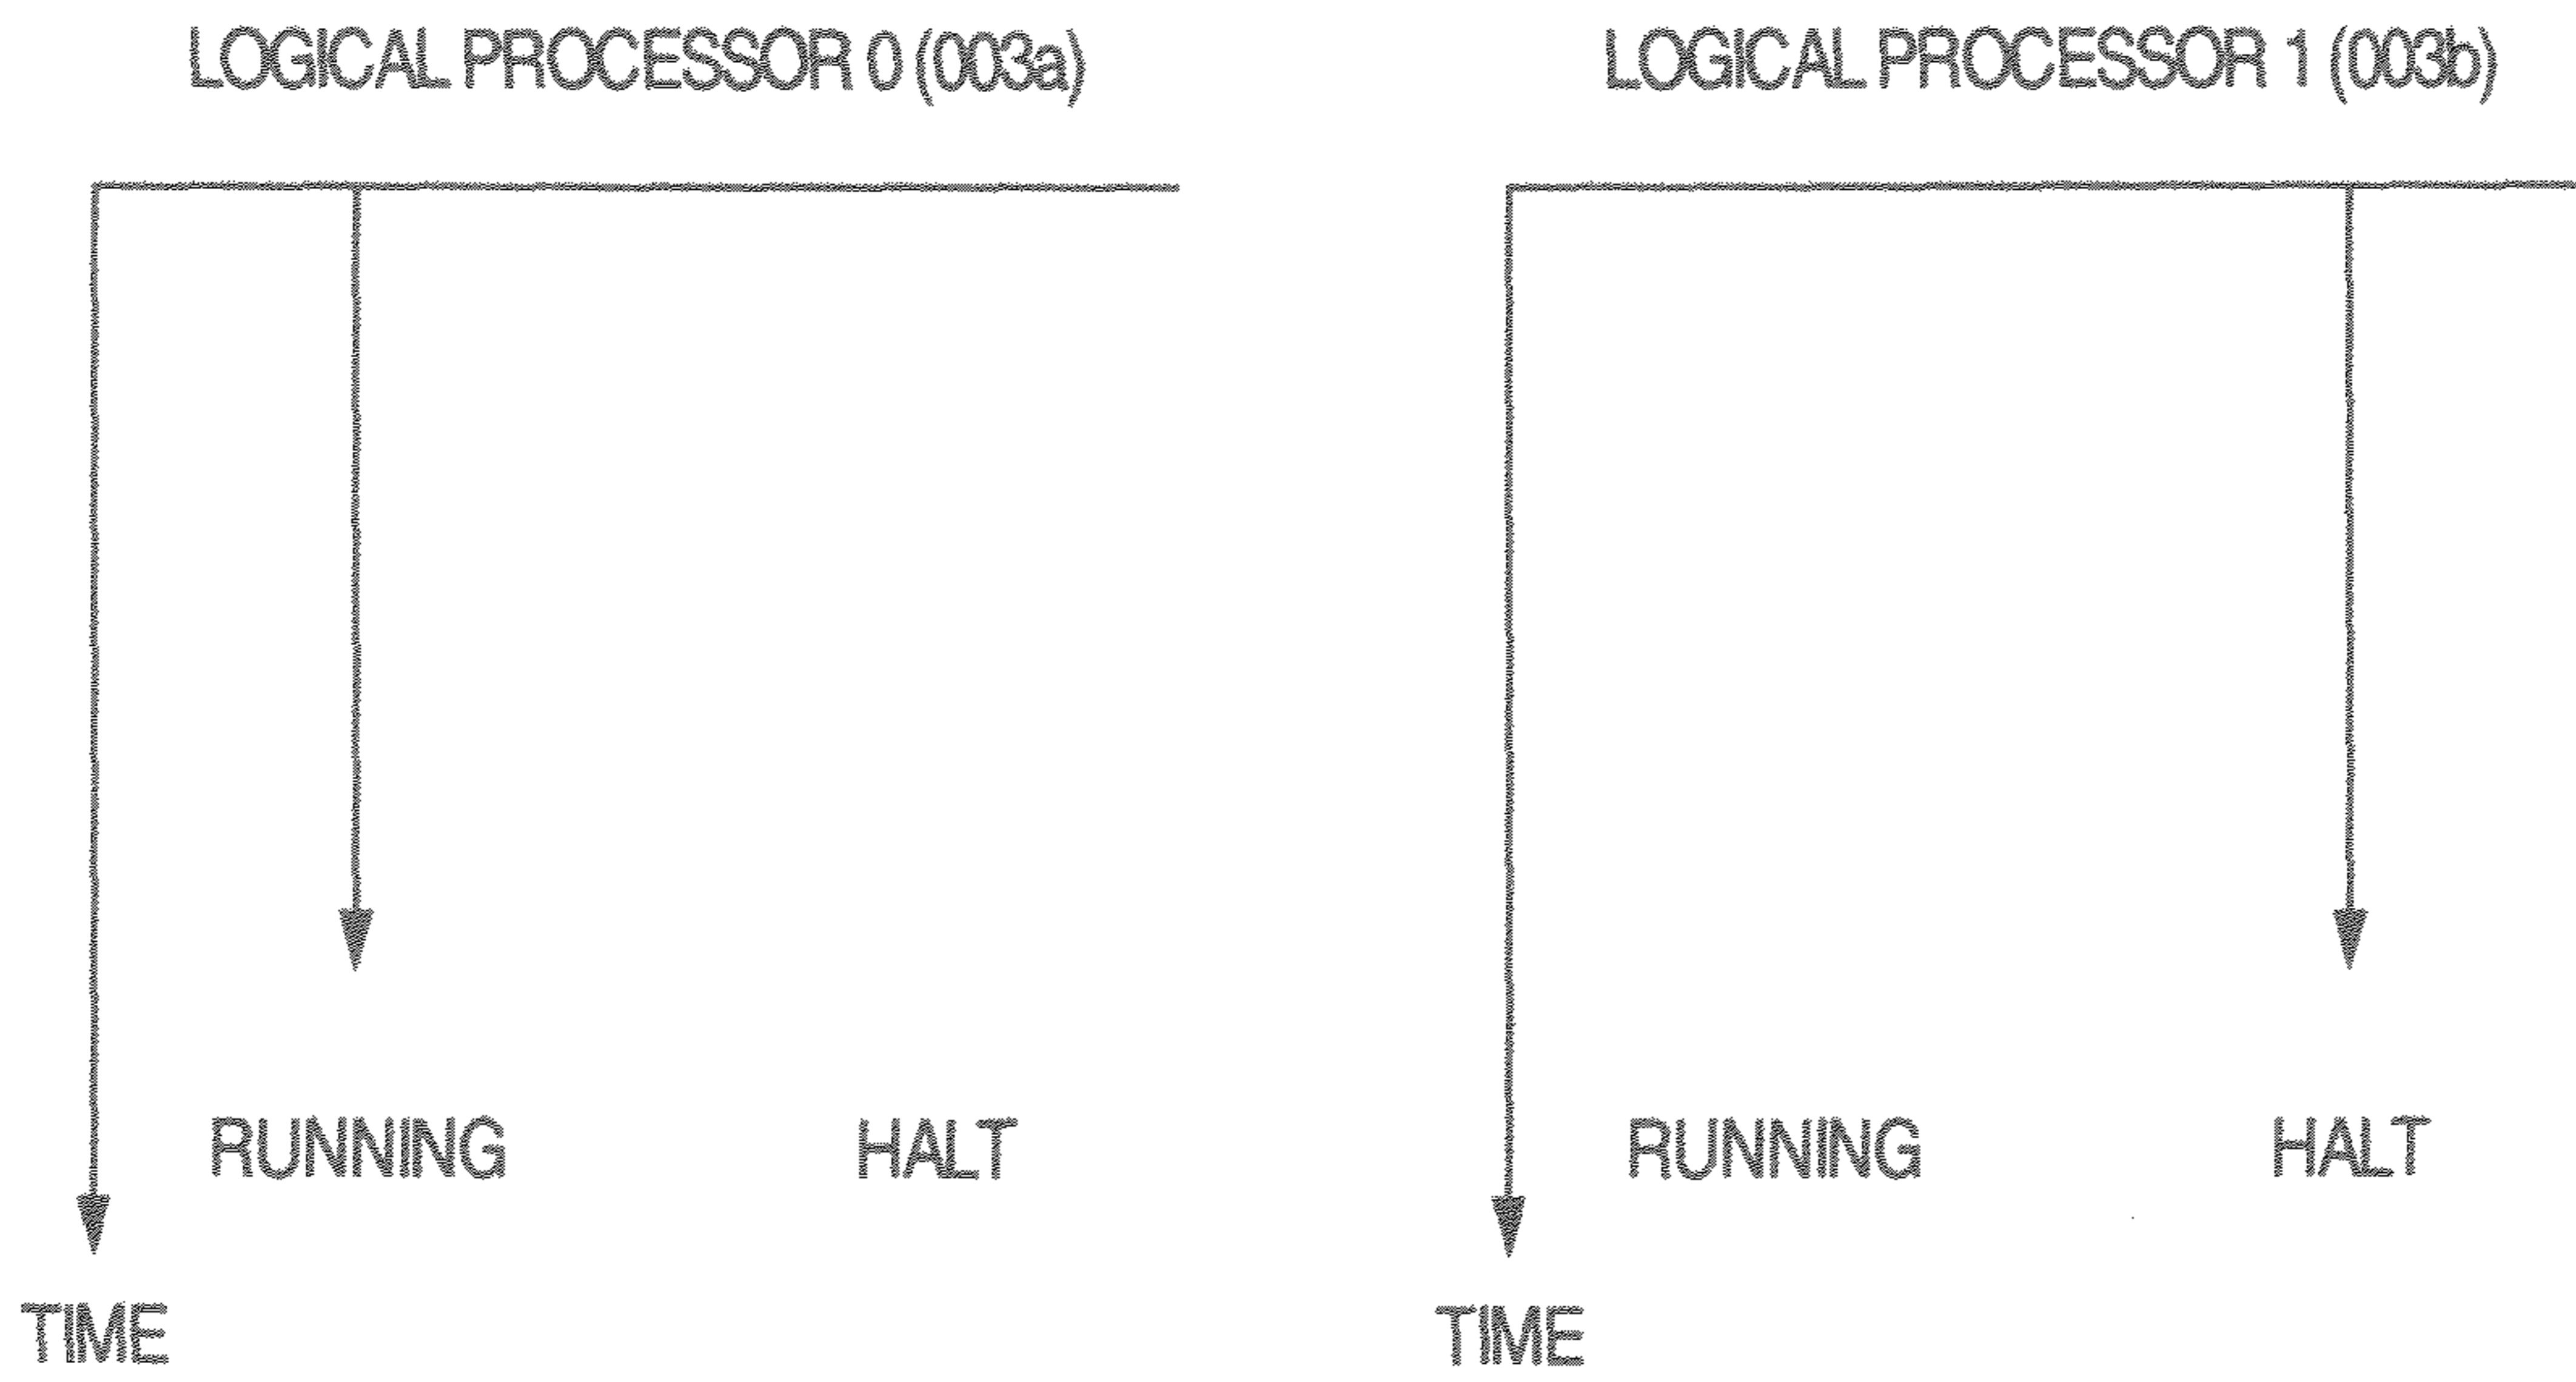 LOGICAL PROCESSOR 0 (003a)
RUNNING
HALT
TIME
LOGICAL PROCESSOR 1 (003b)
RUNNING
HALT
TIME